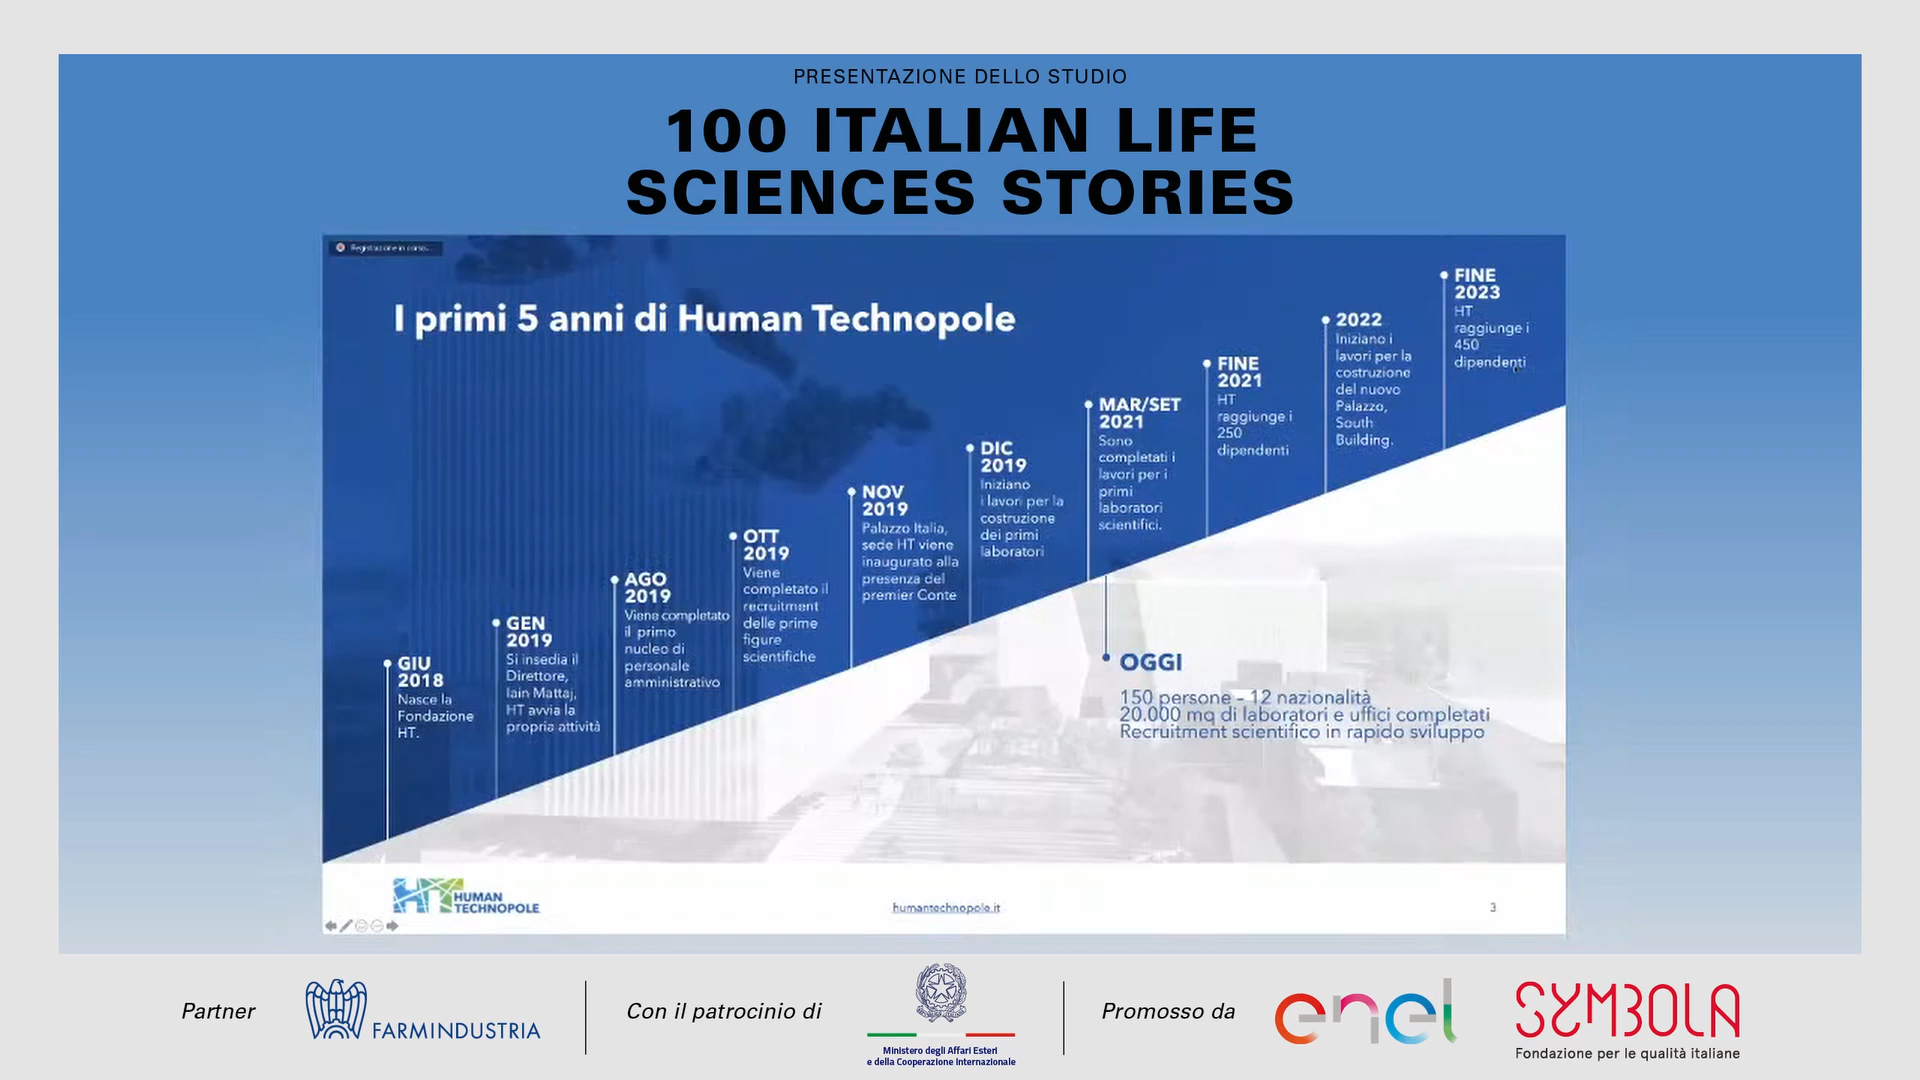 PRESENTAZIONE DELLO STUDIO
100 ITALIAN LIFE
SCIENCES STORIES
Registrazione in corso...
I primi 5 anni di Human Technopole
GIU
2018
Nasce la
Fondazione
HT.
GEN
2019
Si insedia il
Direttore,
Iain Mattaj,
HT avvia la
propria attività
AGO
2019
Viene completato
il primo
nucleo di
personale
amministrativo
OTT
2019
Viene
completato il
recruitment
delle prime
figure
scientifiche
NOV
2019
Palazzo Italia,
sede HT viene
inaugurato alla
presenza del
premier Conte
DIC
2019
Iniziano
i lavori per la
costruzione
dei primi
laboratori
MAR/SET
2021
Sono
completati i
lavori per i
primi
laboratori
scientifici.
FINE
2021
HT
raggiunge i
250
dipendenti
2022
Iniziano i
lavori per la
costruzione
del nuovo
Palazzo,
South
Building.
FINE
2023
HT
raggiunge i
450
dipendenti
OGGI
150 persone - 12 nazionalità
20.000 mq di laboratori e uffici completati
Recruitment scientifico in rapido sviluppo
HT HUMAN
TECHNOPOLE
humantechnopole.it
3
Partner
FARMINDUSTRIA
Con il patrocinio di
Ministero degli Affari Esteri
e della Cooperazione Internazionale
Promosso da
enel
SYMBOLA
Fondazione per le qualità italiane